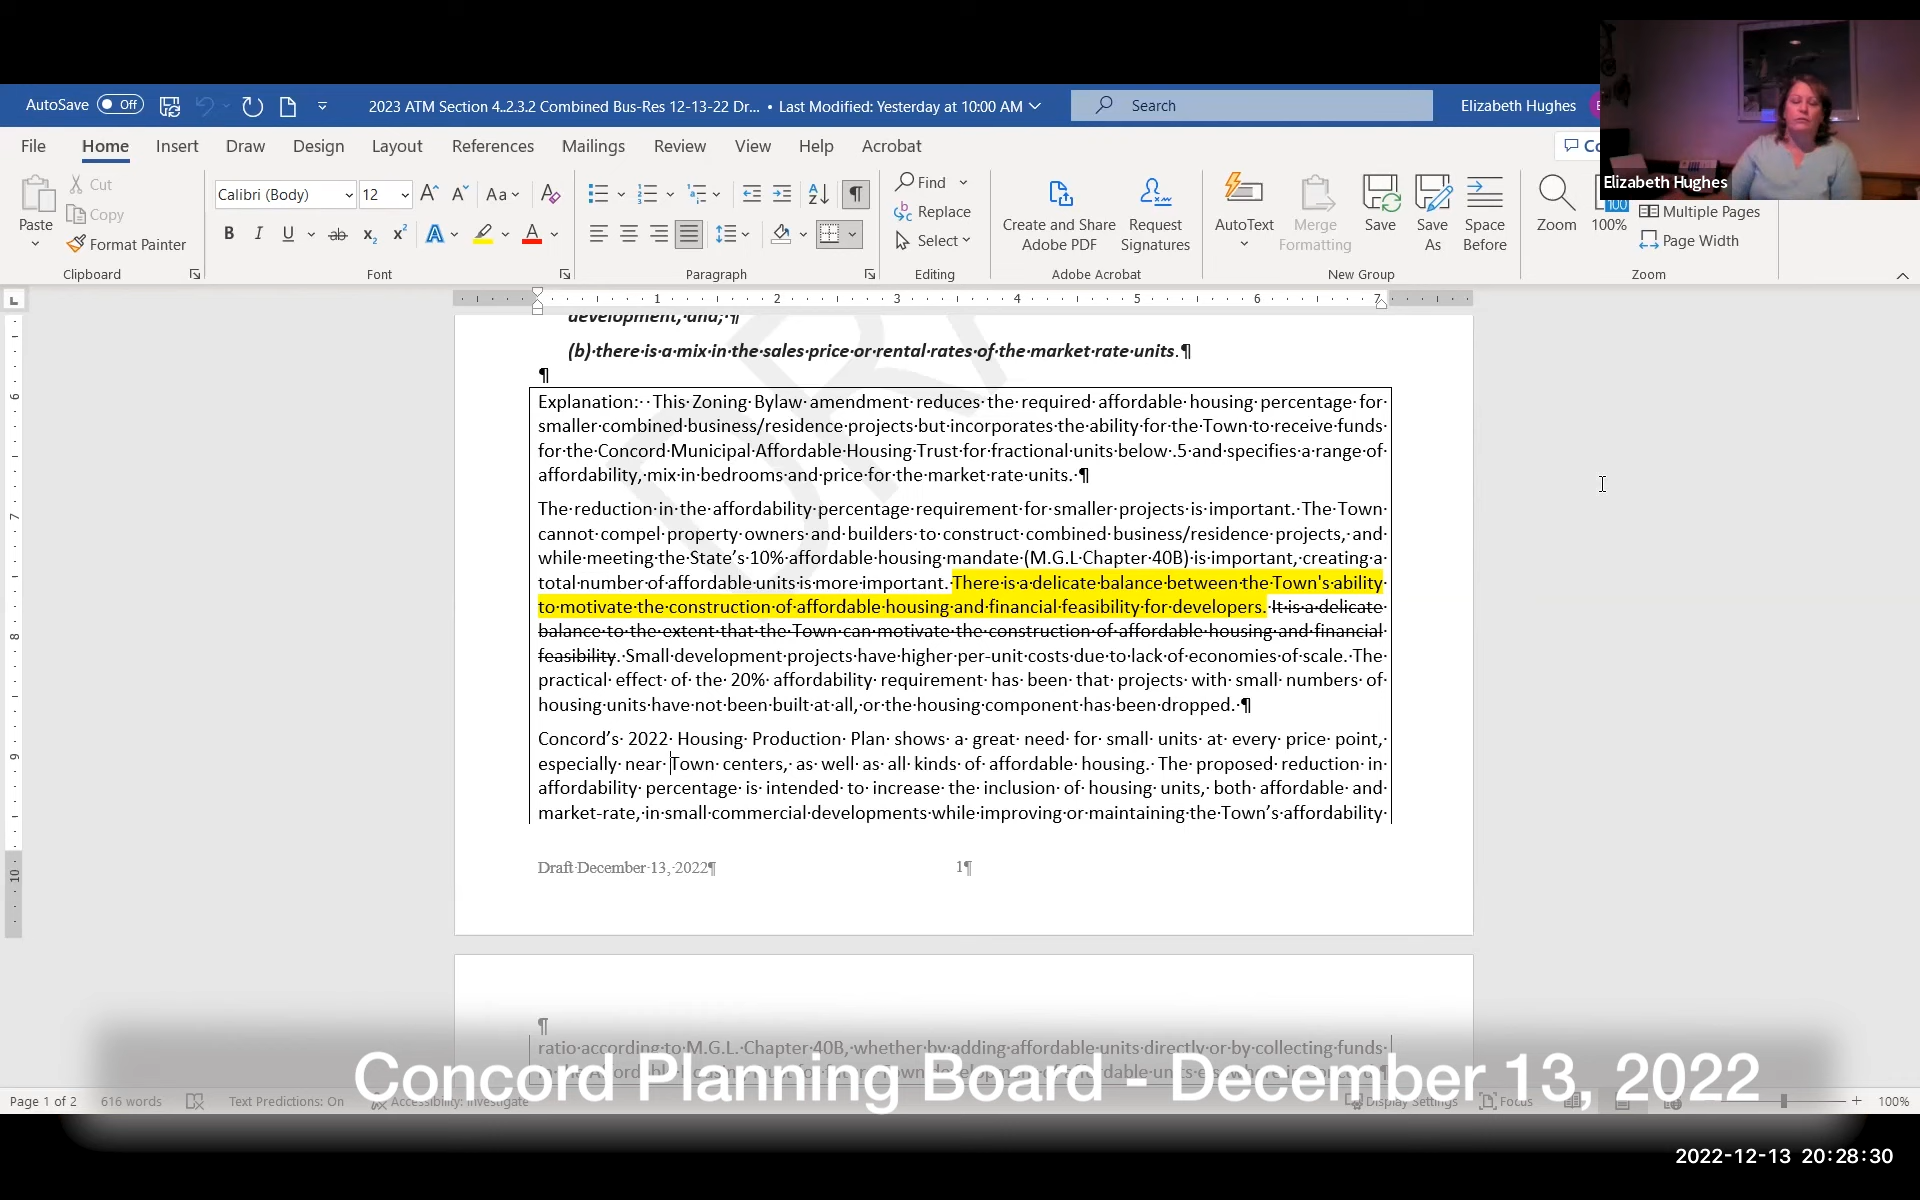 AutoSave Off 2023 ATM Section 4..2.3.2 Combined Bus-Res 12-13-22 Dr... • Last Modified: Yesterday at 10:00 AM Search Elizabeth Hughes
File Home Insert Draw Design Layout References Mailings Review View Help Acrobat
Elizabeth Hughes
Paste Cut Copy Format Painter
Clipboard
Calibri (Body) 12
Font
Paragraph
Find
Replace
Select
Editing
Create and Share Adobe PDF Request Signatures
Adobe Acrobat
AutoText Merge Formatting Save Save As Space Before
New Group
Zoom 100% Multiple Pages
Page Width
Zoom
1 2 3 4 5 6 7
development, and; ¶
(b) there is a mix in the sales price or rental rates of the market rate units.¶
¶
Explanation: This Zoning Bylaw amendment reduces the required affordable housing percentage for
smaller combined business/residence projects but incorporates the ability for the Town to receive funds
for the Concord Municipal Affordable Housing Trust for fractional units below .5 and specifies a range of
affordability, mix in bedrooms and price for the market rate units. ¶
The reduction in the affordability percentage requirement for smaller projects is important. The Town
cannot compel property owners and builders to construct combined business/residence projects, and
while meeting the State’s 10% affordable housing mandate (M.G.L Chapter 40B) is important, creating a
total number of affordable units is more important. There is a delicate balance between the Town's ability
to motivate the construction of affordable housing and financial feasibility for developers. It is a delicate
balance to the extent that the Town can motivate the construction of affordable housing and financial
feasibility. Small development projects have higher per-unit costs due to lack of economies of scale. The
practical effect of the 20% affordability requirement has been that projects with small numbers of
housing units have not been built at all, or the housing component has been dropped. ¶
Concord’s 2022 Housing Production Plan shows a great need for small units at every price point,
especially near Town centers, as well as all kinds of affordable housing. The proposed reduction in
affordability percentage is intended to increase the inclusion of housing units, both affordable and
market-rate, in small commercial developments while improving or maintaining the Town’s affordability
Draft December 13, 2022¶ 1¶
¶
ratio according to M.G.L. Chapter 40B, whether by adding affordable units directly or by collecting funds
Concord Planning Board - December 13, 2022
Page 1 of 2 616 words Text Predictions: On Accessibility: Investigate Display Settings Focus 100%
2022-12-13 20:28:30